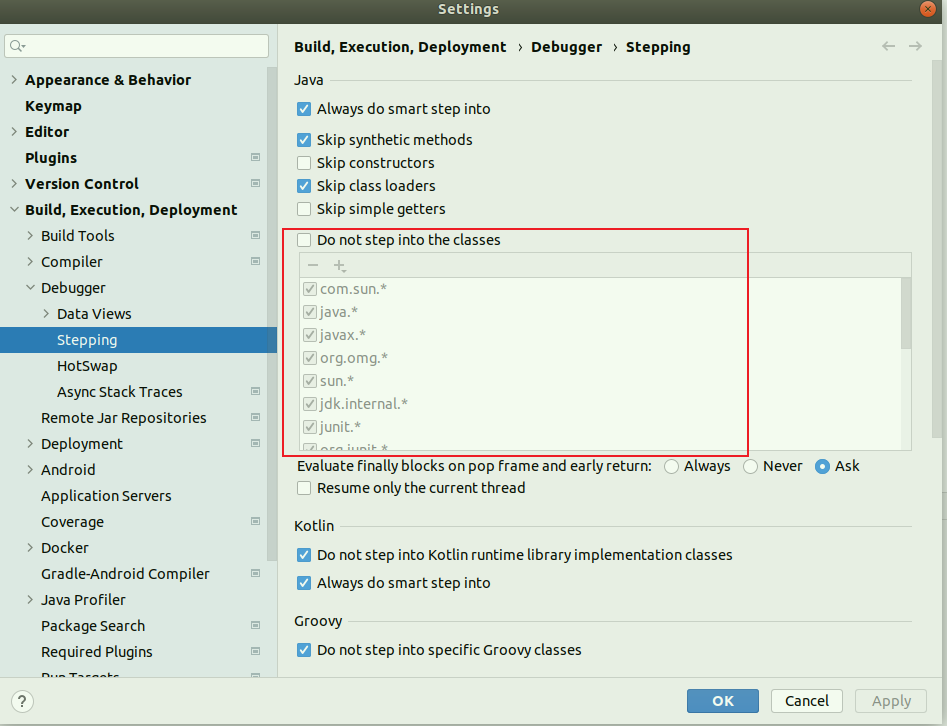 Settings
Build, Execution, Deployment › Debugger › Stepping
Appearance & Behavior
Keymap
Editor
Plugins
Version Control
Build, Execution, Deployment
Build Tools
Compiler
Debugger
Data Views
Stepping
HotSwap
Async Stack Traces
Remote Jar Repositories
Deployment
Android
Application Servers
Coverage
Docker
Gradle-Android Compiler
Java Profiler
Package Search
Required Plugins
Run Targets
Java
Always do smart step into
Skip synthetic methods
Skip constructors
Skip class loaders
Skip simple getters
Do not step into the classes
com.sun.*
java.*
javax.*
org.omg.*
sun.*
jdk.internal.*
junit.*
org.junit.*
Evaluate finally blocks on pop frame and early return: Always Never Ask
Resume only the current thread
Kotlin
Do not step into Kotlin runtime library implementation classes
Always do smart step into
Groovy
Do not step into specific Groovy classes
?
OK Cancel Apply